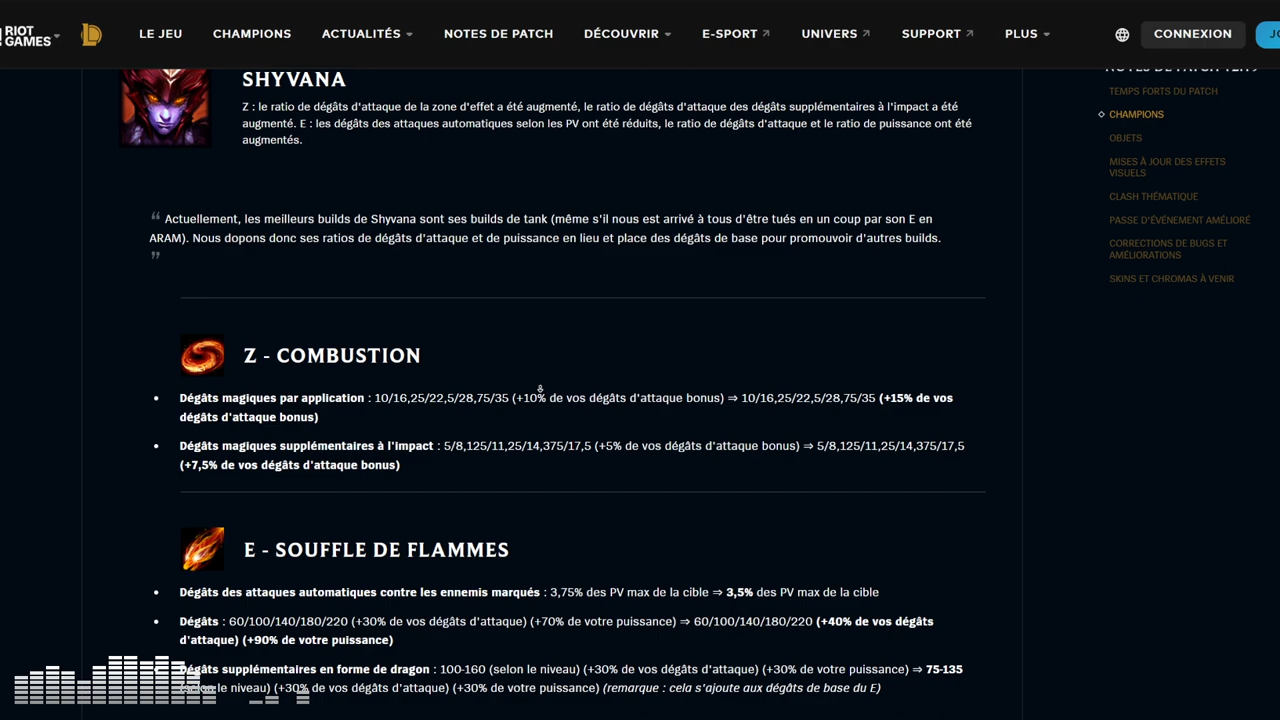 RIOT GAMES
LE JEU
CHAMPIONS
ACTUALITÉS
NOTES DE PATCH
DÉCOUVRIR
E-SPORT
UNIVERS
SUPPORT
PLUS
CONNEXION
SHYVANA
Z : le ratio de dégâts d'attaque de la zone d'effet a été augmenté, le ratio de dégâts d'attaque des dégâts supplémentaires à l'impact a été
augmenté. E : les dégâts des attaques automatiques selon les PV ont été réduits, le ratio de dégâts d'attaque et le ratio de puissance ont été
augmentés.
“ Actuellement, les meilleurs builds de Shyvana sont ses builds de tank (même s'il nous est arrivé à tous d'être tués en un coup par son E en
ARAM). Nous dopons donc ses ratios de dégâts d'attaque et de puissance en lieu et place des dégâts de base pour promouvoir d'autres builds.
”
Z - COMBUSTION
• Dégâts magiques par application : 10/16,25/22,5/28,75/35 (+10% de vos dégâts d'attaque bonus) ⇒ 10/16,25/22,5/28,75/35 (+15% de vos
dégâts d'attaque bonus)
• Dégâts magiques supplémentaires à l'impact : 5/8,125/11,25/14,375/17,5 (+5% de vos dégâts d'attaque bonus) ⇒ 5/8,125/11,25/14,375/17,5
(+7,5% de vos dégâts d'attaque bonus)
E - SOUFFLE DE FLAMMES
• Dégâts des attaques automatiques contre les ennemis marqués : 3,75% des PV max de la cible ⇒ 3,5% des PV max de la cible
• Dégâts : 60/100/140/180/220 (+30% de vos dégâts d'attaque) (+70% de votre puissance) ⇒ 60/100/140/180/220 (+40% de vos dégâts
d'attaque) (+90% de votre puissance)
Dégâts supplémentaires en forme de dragon : 100-160 (selon le niveau) (+30% de vos dégâts d'attaque) (+30% de votre puissance) ⇒ 75-135
(selon le niveau) (+30% de vos dégâts d'attaque) (+30% de votre puissance) (remarque : cela s'ajoute aux dégâts de base du E)
TEMPS FORTS DU PATCH
CHAMPIONS
OBJETS
MISES À JOUR DES EFFETS
VISUELS
CLASH THÉMATIQUE
PASSE D'ÉVÉNEMENT AMÉLIORÉ
CORRECTIONS DE BUGS ET
AMÉLIORATIONS
SKINS ET CHROMAS À VENIR